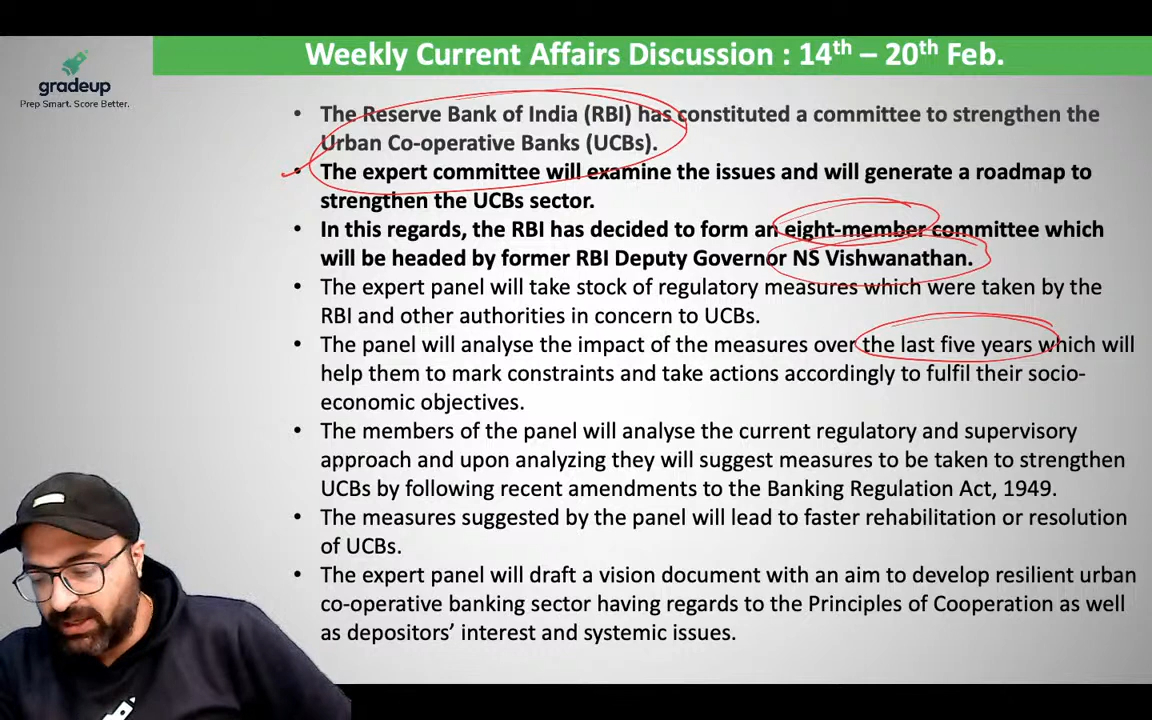 Weekly Current Affairs Discussion : 14th – 20th Feb.
gradeup
Prep Smart. Score Better.
• The Reserve Bank of India (RBI) has constituted a committee to strengthen the
Urban Co-operative Banks (UCBs).
• The expert committee will examine the issues and will generate a roadmap to
strengthen the UCBs sector.
• In this regards, the RBI has decided to form an eight-member committee which
will be headed by former RBI Deputy Governor NS Vishwanathan.
• The expert panel will take stock of regulatory measures which were taken by the
RBI and other authorities in concern to UCBs.
• The panel will analyse the impact of the measures over the last five years which will
help them to mark constraints and take actions accordingly to fulfil their socio-
economic objectives.
• The members of the panel will analyse the current regulatory and supervisory
approach and upon analyzing they will suggest measures to be taken to strengthen
UCBs by following recent amendments to the Banking Regulation Act, 1949.
• The measures suggested by the panel will lead to faster rehabilitation or resolution
of UCBs.
• The expert panel will draft a vision document with an aim to develop resilient urban
co-operative banking sector having regards to the Principles of Cooperation as well
as depositors’ interest and systemic issues.